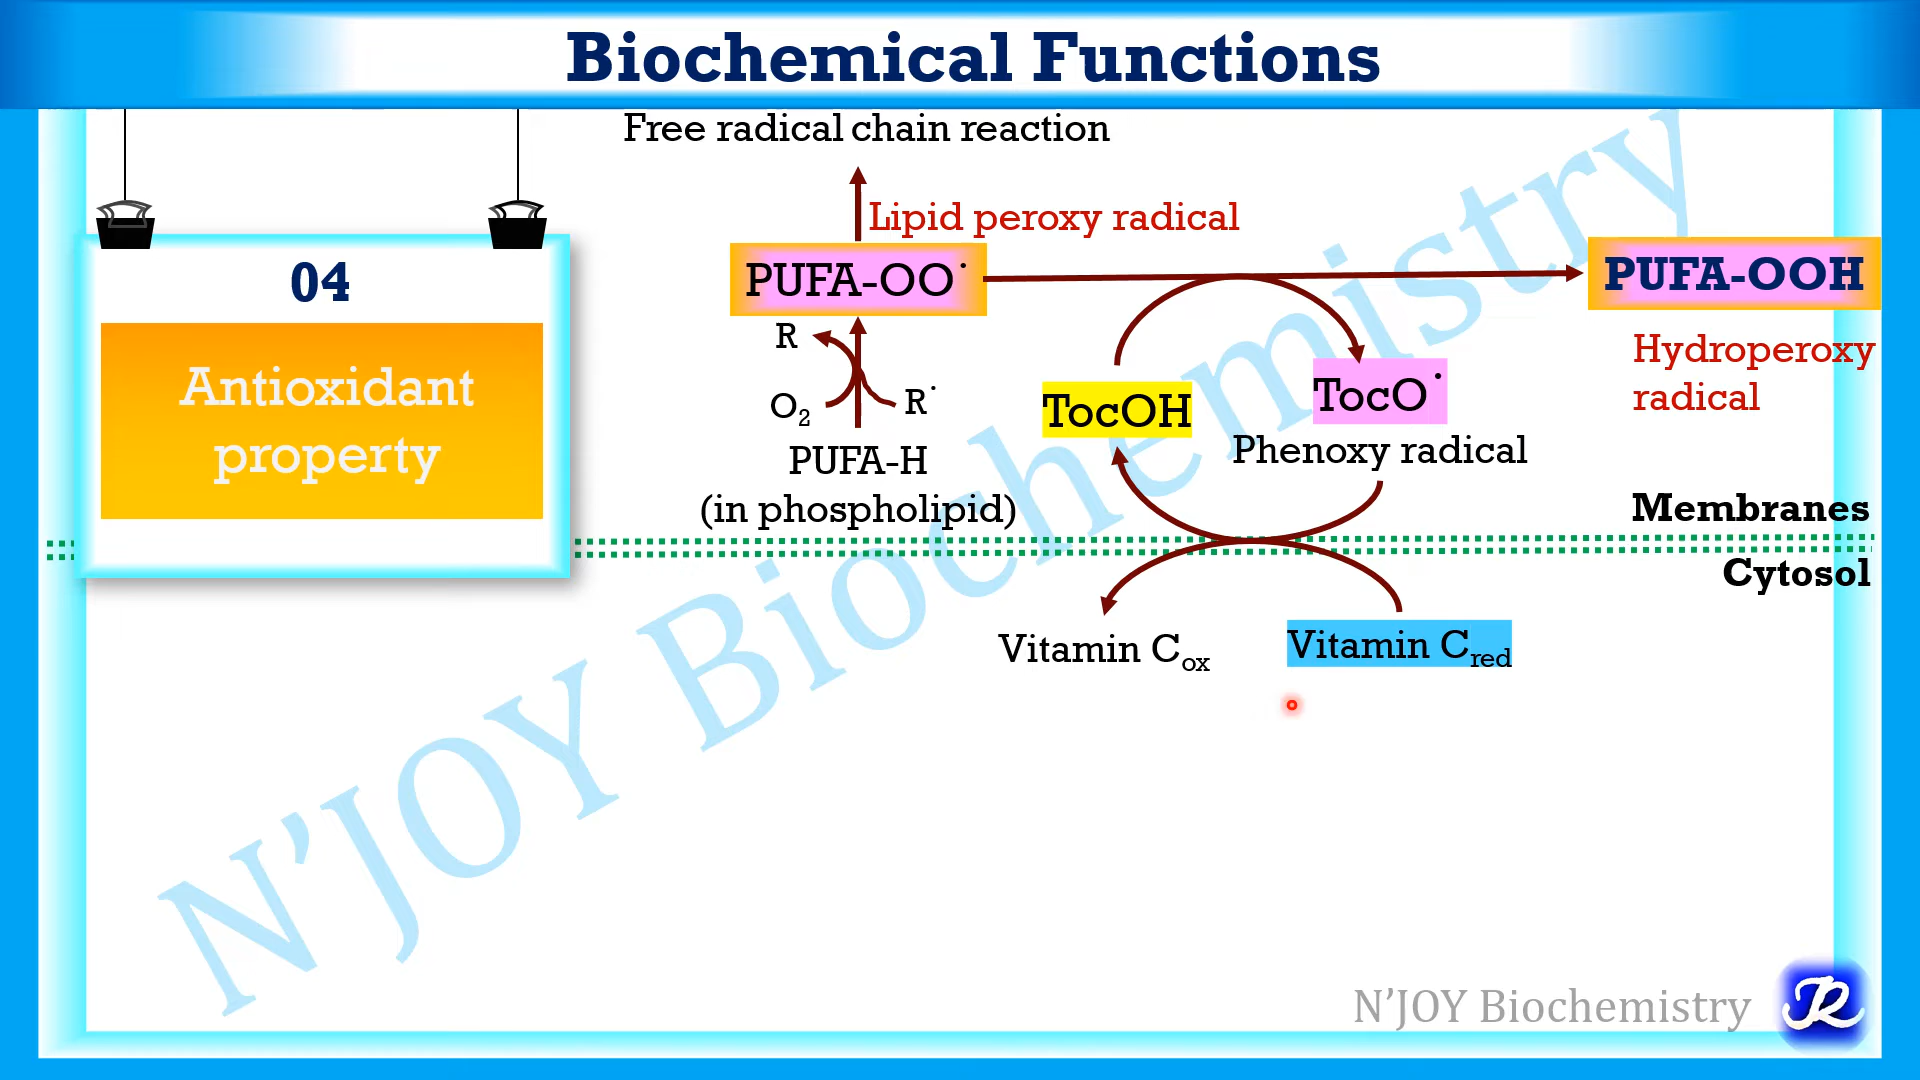 Biochemical Functions
Free radical chain reaction
Lipid peroxy radical
04
Antioxidant
property
PUFA-OO˙
PUFA-OOH
Hydroperoxy
radical
R
O₂
R˙
PUFA-H
(in phospholipid)
TocOH
TocO˙
Phenoxy radical
Membranes
Cytosol
Vitamin Cox
Vitamin Cred
N'JOY Biochemistry
N'JOY Biochemistry
JR